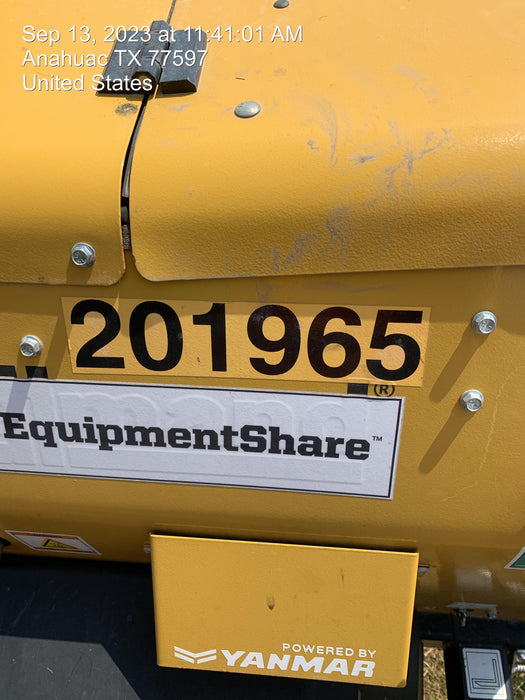 Sep 13, 2023 at 11:41:01 AM
Anahuac TX 77597
United States
201965
®
EquipmentShare™
POWERED BY
YANMAR